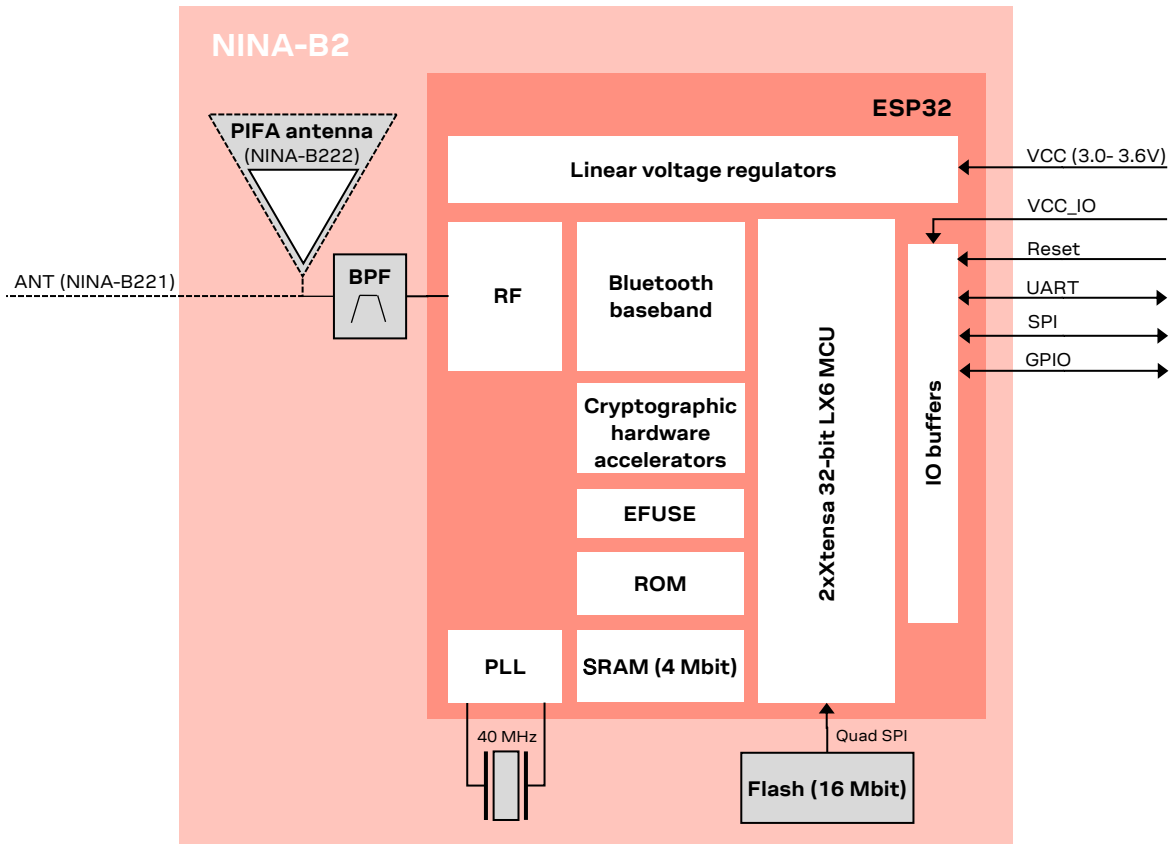 NINA-B2
ESP32
PIFA antenna
(NINA-B222)
Linear voltage regulators
VCC (3.0- 3.6V)
VCC_IO
Reset
UART
SPI
GPIO
ANT (NINA-B221)
BPF
RF
Bluetooth
baseband
Cryptographic
hardware
accelerators
EFUSE
ROM
PLL
SRAM (4 Mbit)
2xXtensa 32-bit LX6 MCU
IO buffers
40 MHz
Quad SPI
Flash (16 Mbit)